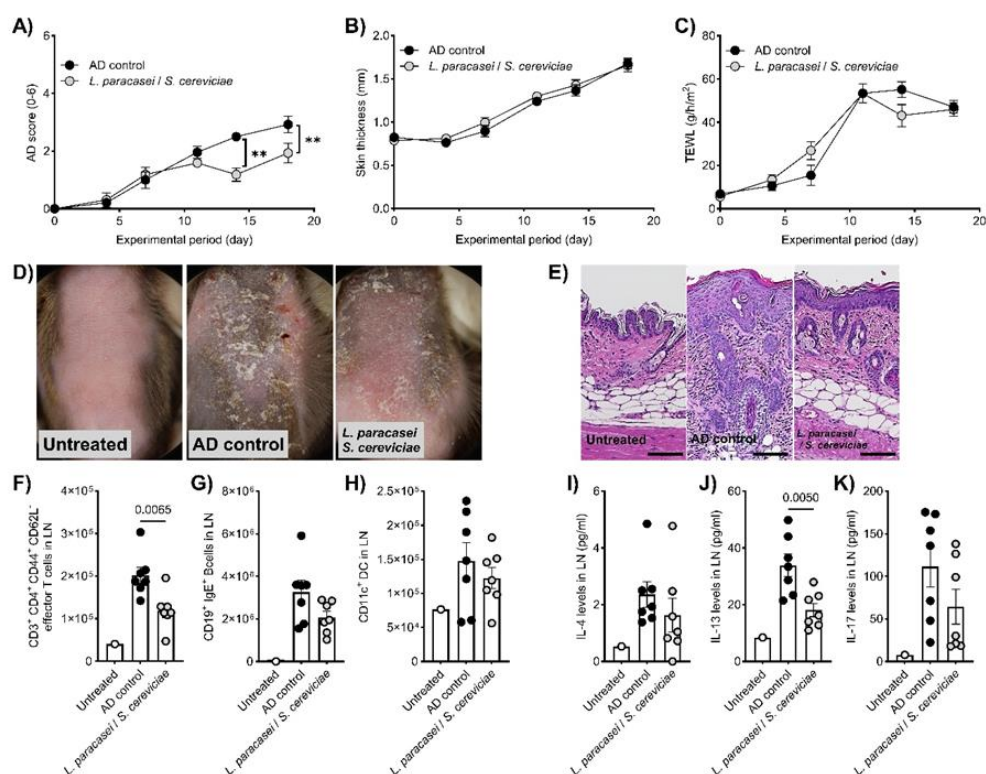 A)
AD score (0-6)
6
4
2
0
0 5 10 15 20
Experimental period (day)
AD control
L. paracasei / S. cereviciae
**
**
B)
Skin thickness (mm)
2.0
1.5
1.0
0.5
0.0
0 5 10 15 20
Experimental period (day)
AD control
L. paracasei / S. cereviciae
C)
TEWL (g/h/m²)
80
60
40
20
0
0 5 10 15 20
Experimental period (day)
AD control
L. paracasei / S. cereviciae
D)
Untreated
AD control
L. paracasei
S. cereviciae
E)
Untreated
AD control
L. paracasei
/ S. cereviciae
F)
CD3⁺ CD4⁺ CD44⁺ CD62L⁻
effector T cells in LN
4×10⁵
3×10⁵
2×10⁵
1×10⁵
0
0.0065
Untreated
AD control
L. paracasei / S. cereviciae
G)
CD19⁺ IgE⁺ Bcells in LN
8×10⁶
6×10⁶
4×10⁶
2×10⁶
0
Untreated
AD control
L. paracasei / S. cereviciae
H)
CD11c⁺ DC in LN
2.5×10⁵
2.0×10⁵
1.5×10⁵
1.0×10⁵
5.0×10⁴
0
Untreated
AD control
L. paracasei / S. cereviciae
I)
IL-4 levels in LN (pg/ml)
6
4
2
0
Untreated
AD control
L. paracasei / S. cereviciae
J)
IL-13 levels in LN (pg/ml)
60
40
20
0
0.0050
Untreated
AD control
L. paracasei / S. cereviciae
K)
IL-17 levels in LN (pg/ml)
200
150
100
50
0
Untreated
AD control
L. paracasei / S. cereviciae